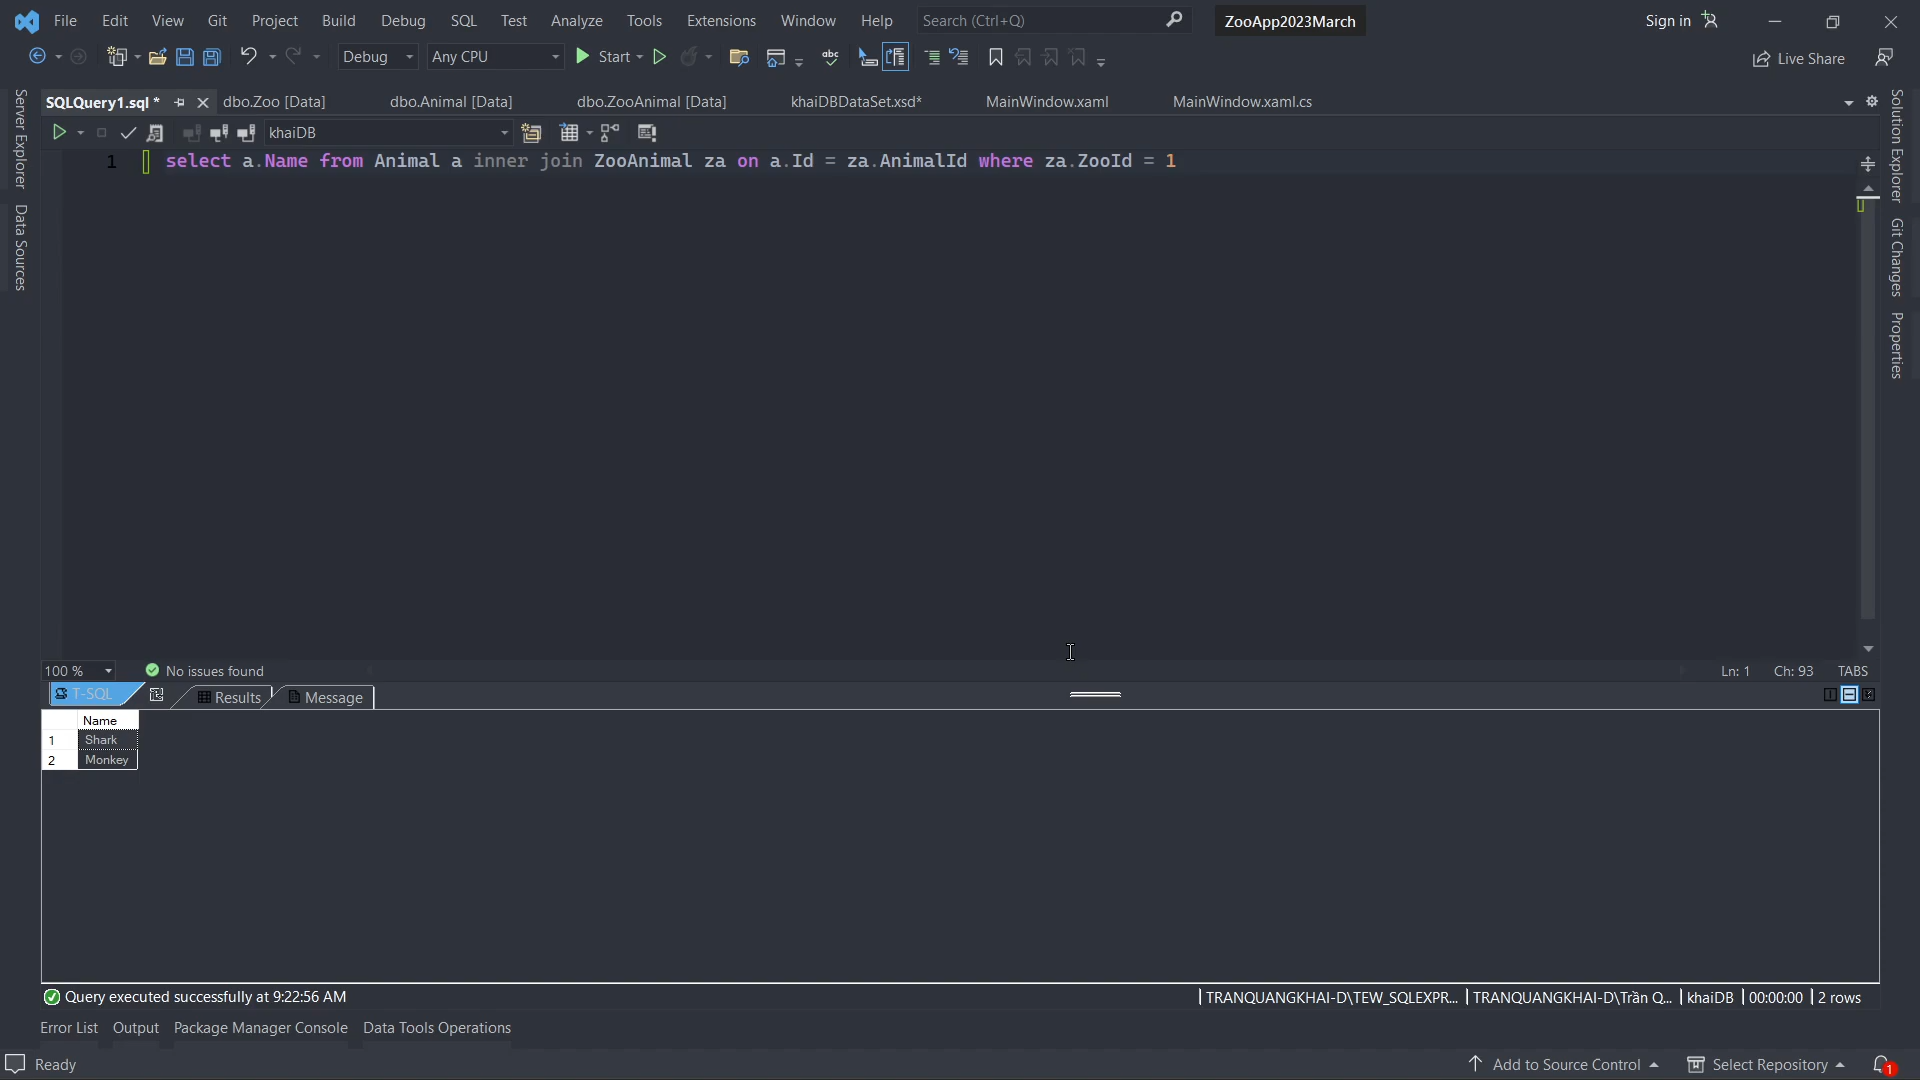 File Edit View Git Project Build Debug SQL Test Analyze Tools Extensions Window Help Search (Ctrl+Q) ZooApp2023March Sign in
Debug Any CPU Start abc Live Share
SQLQuery1.sql * dbo.Zoo [Data] dbo.Animal [Data] dbo.ZooAnimal [Data] khaiDBDataSet.xsd* MainWindow.xaml MainWindow.xaml.cs
Server Explorer
Data Sources
khaiDB
1 select a.Name from Animal a inner join ZooAnimal za on a.Id = za.AnimalId where za.ZooId = 1
Solution Explorer
Git Changes
Properties
100 % No issues found Ln: 1 Ch: 93 TABS
T-SQL Results Message
Name
1 Shark
2 Monkey
Query executed successfully at 9:22:56 AM TRANQUANGKHAI-D\TEW_SQLEXPR... TRANQUANGKHAI-D\Trần Q... khaiDB 00:00:00 2 rows
Error List Output Package Manager Console Data Tools Operations
Ready Add to Source Control Select Repository 1